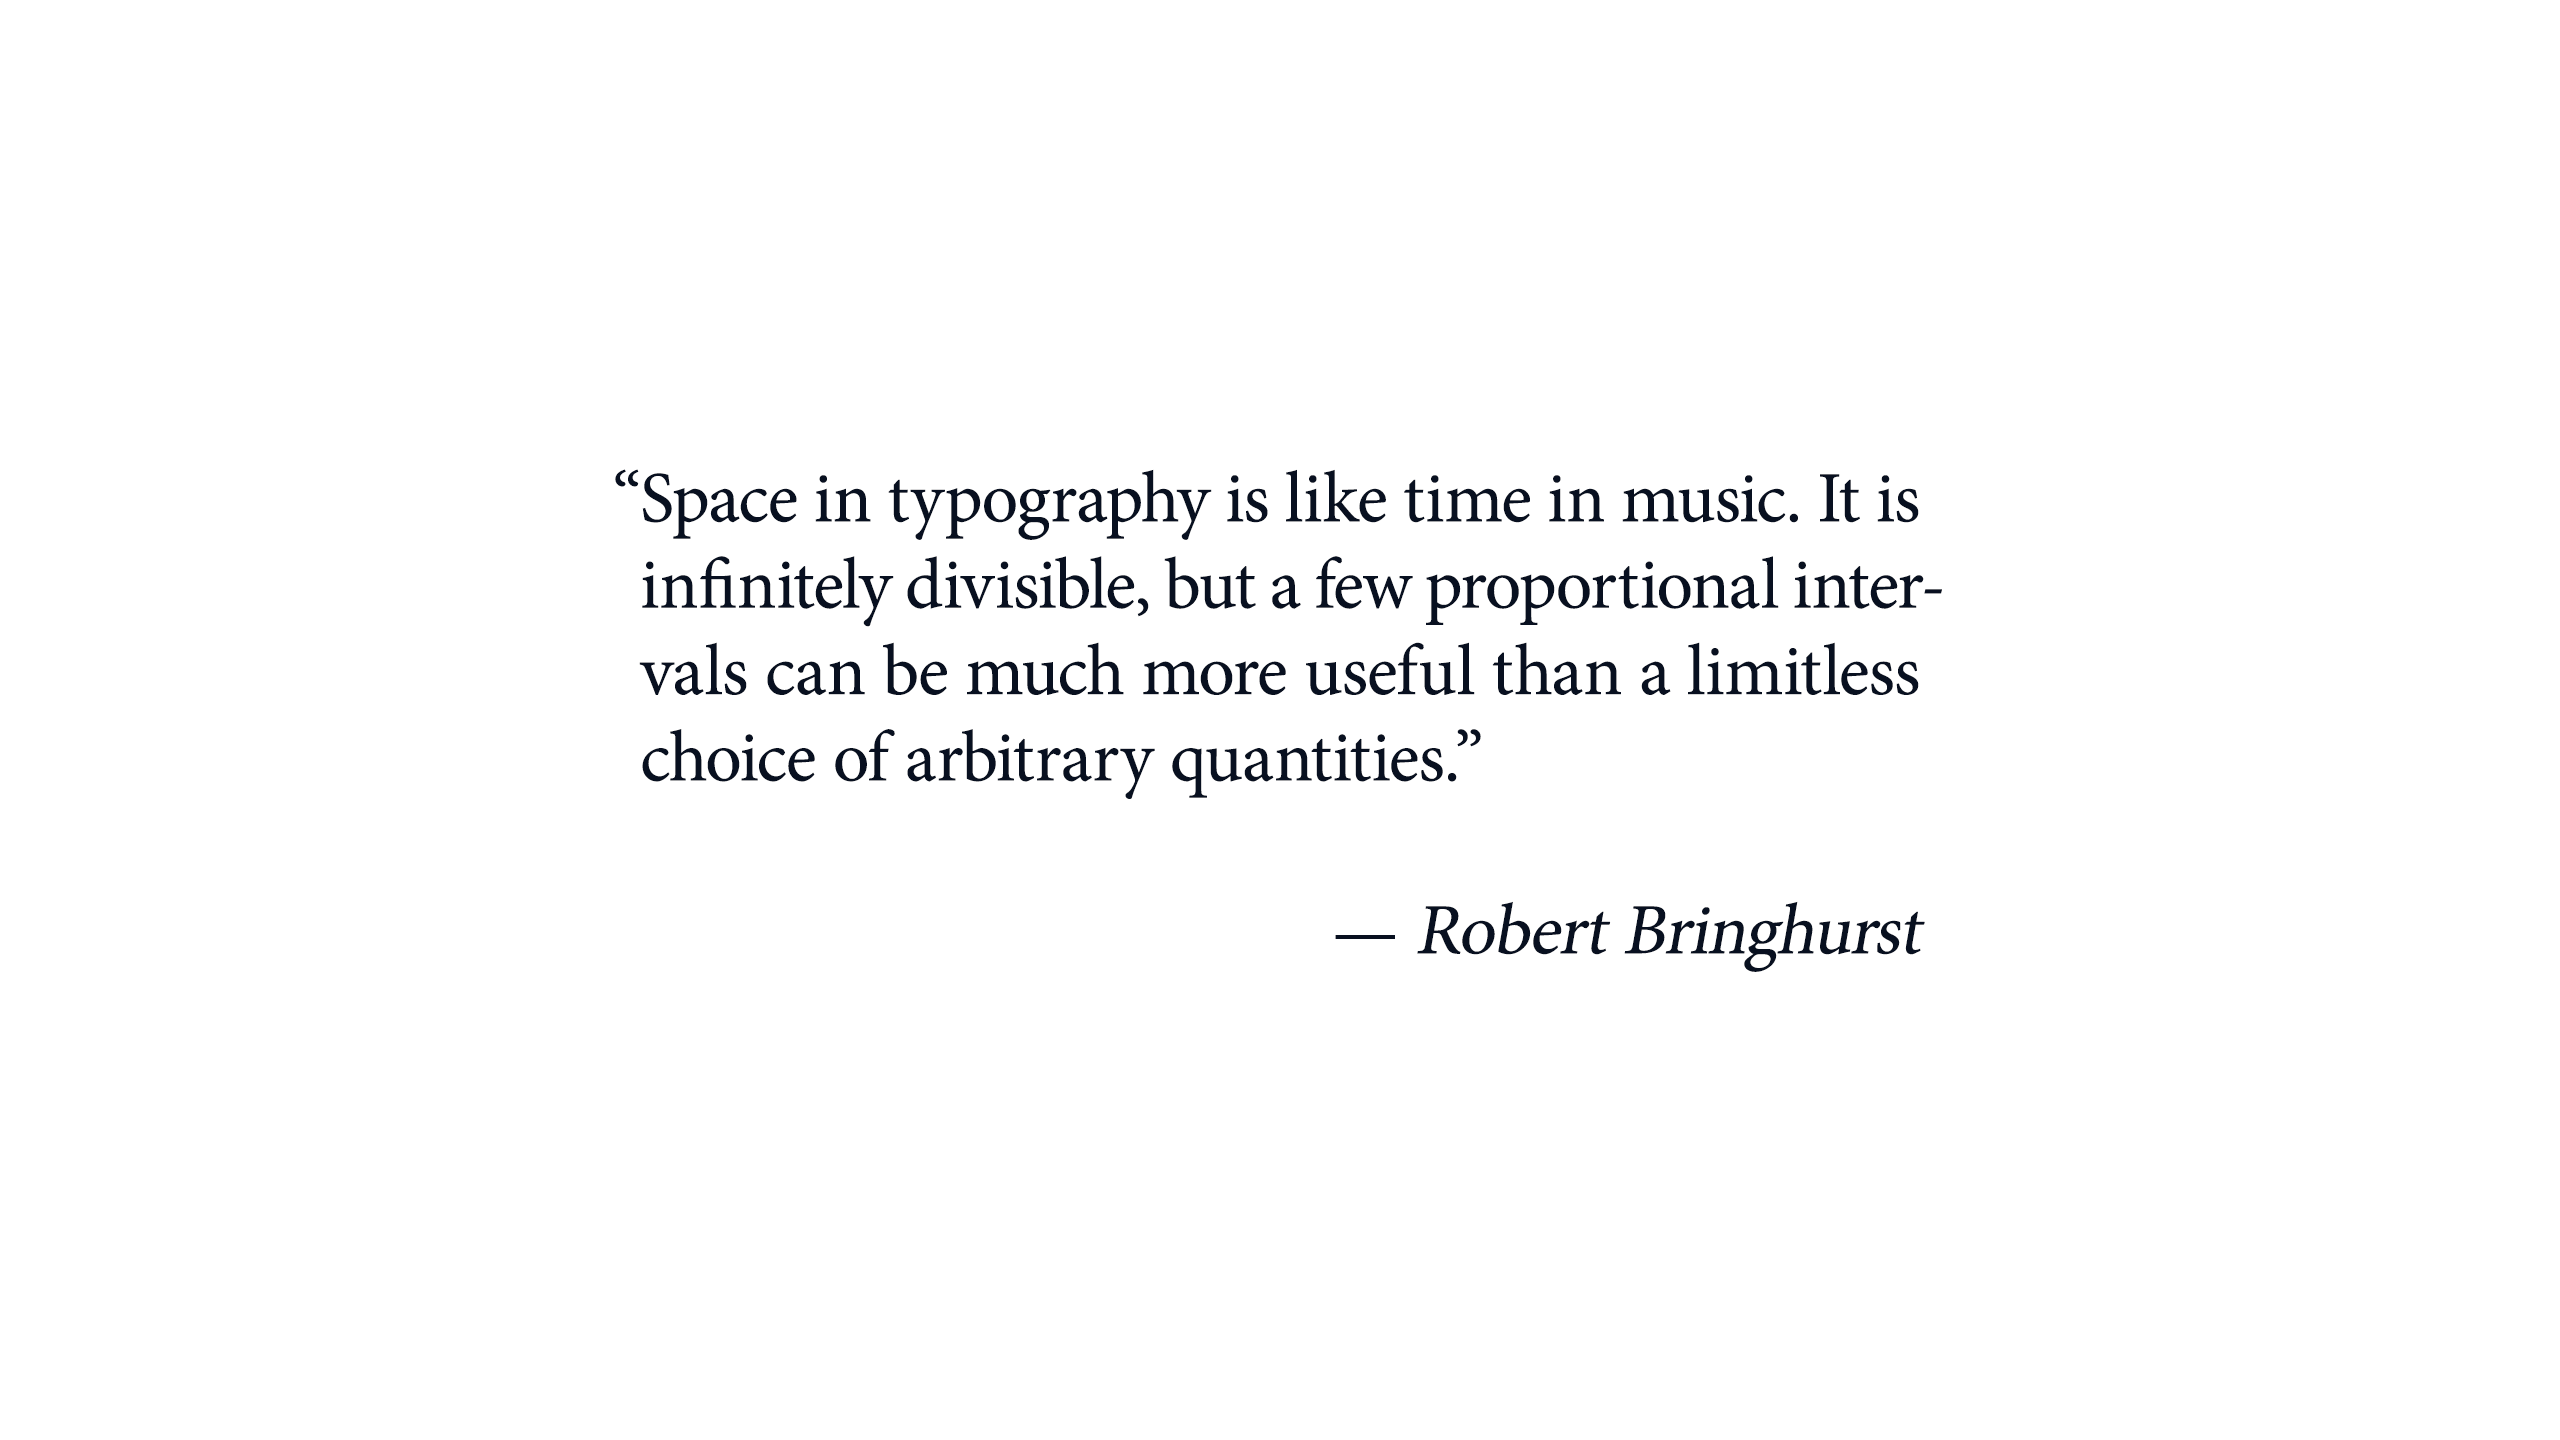 “Space in typography is like time in music. It is
infinitely divisible, but a few proportional inter-
vals can be much more useful than a limitless
choice of arbitrary quantities.”
— Robert Bringhurst